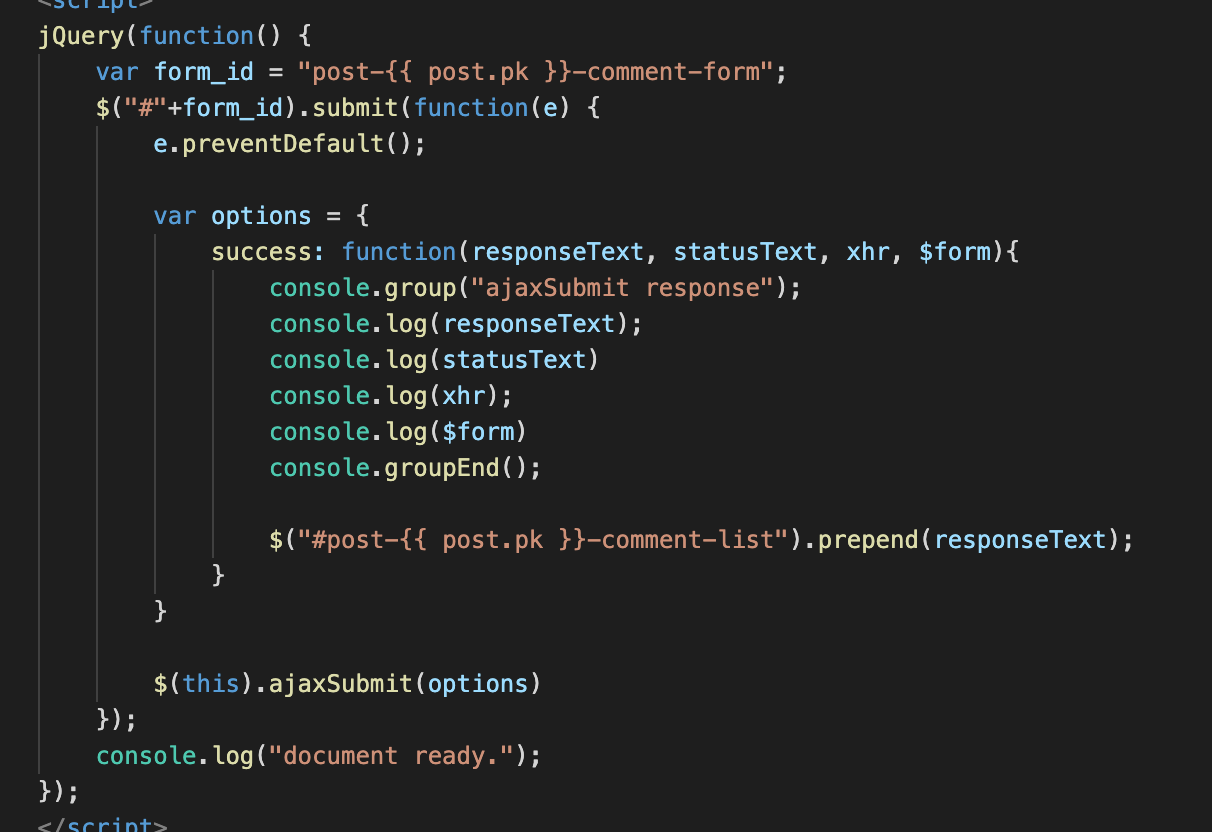 <script>
jQuery(function() {
    var form_id = "post-{{ post.pk }}-comment-form";
    $("#"+form_id).submit(function(e) {
        e.preventDefault();

        var options = {
            success: function(responseText, statusText, xhr, $form){
                console.group("ajaxSubmit response");
                console.log(responseText);
                console.log(statusText)
                console.log(xhr);
                console.log($form)
                console.groupEnd();

                $("#post-{{ post.pk }}-comment-list").prepend(responseText);
            }
        }

        $(this).ajaxSubmit(options)
    });
    console.log("document ready.");
});
</script>